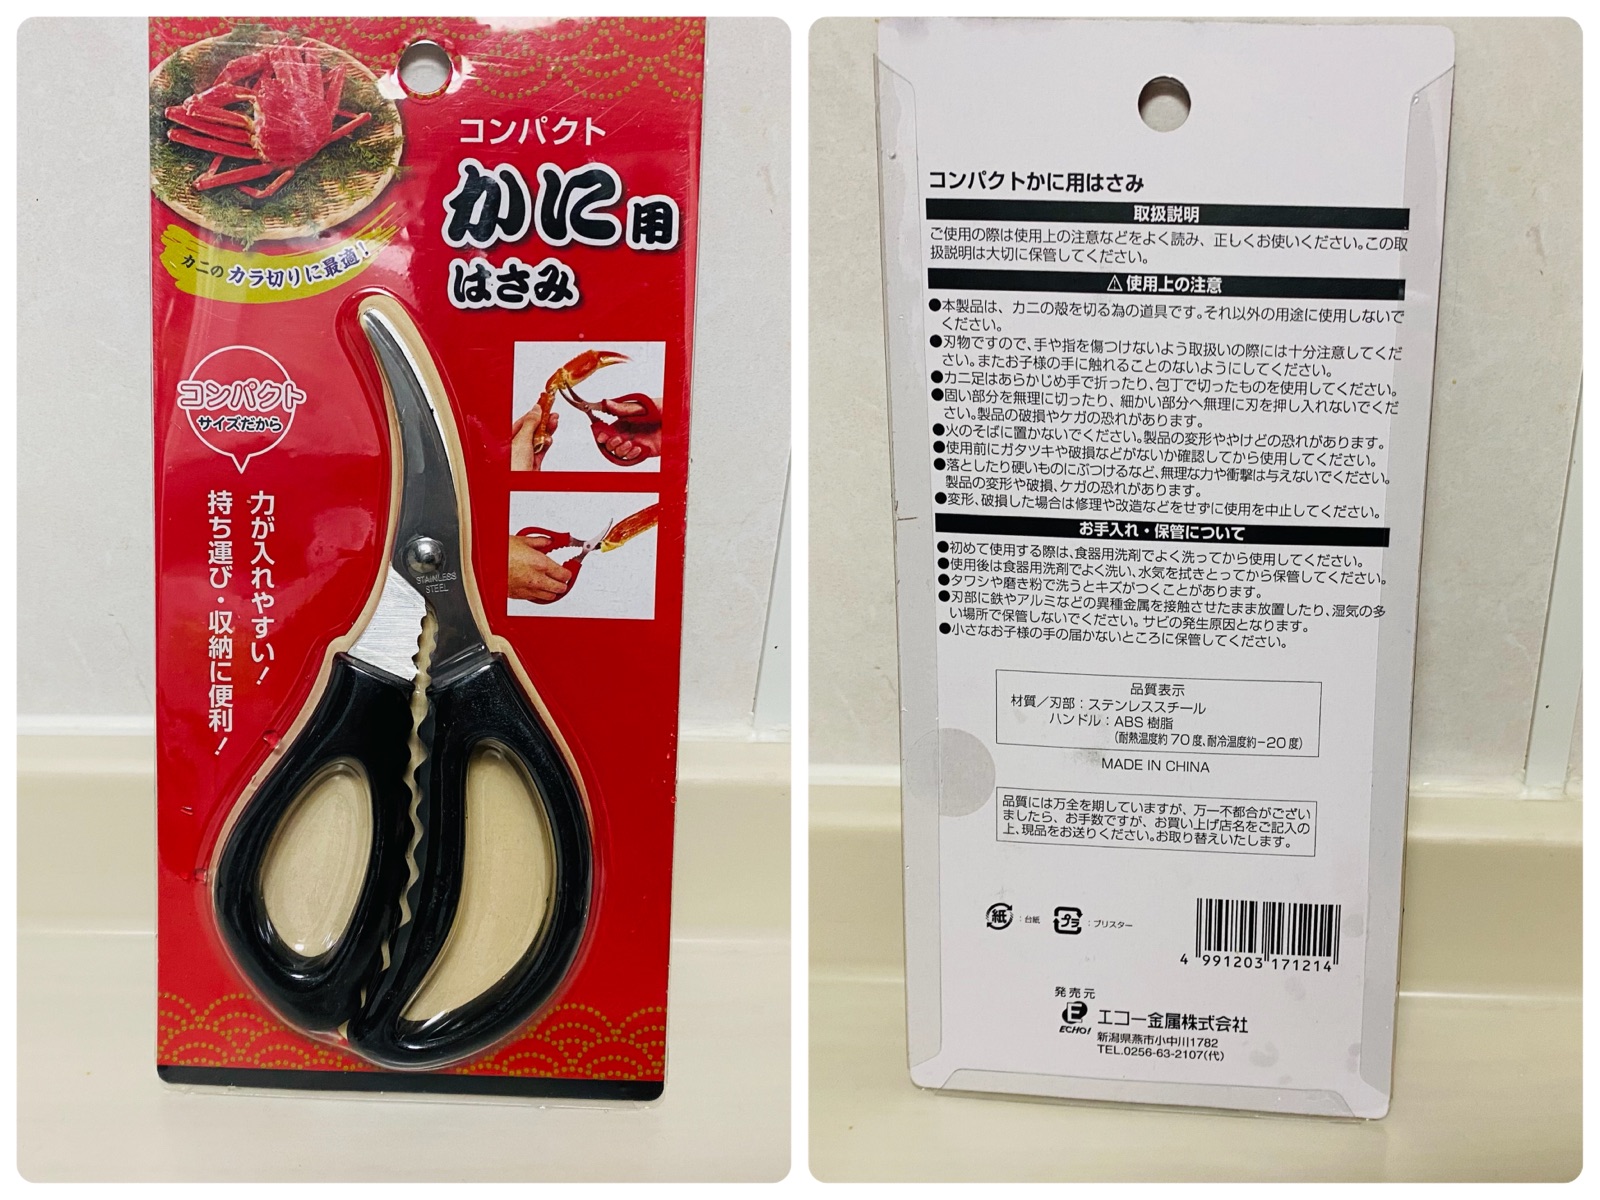 コンパクト
かに用
はさみ
カニのカラ切りに最適!
コンパクト
サイズだから
力が入れやすい!
持ち運び・収納に便利!
STAINLESS
STEEL
コンパクトかに用はさみ
取扱説明
ご使用の際は使用上の注意などをよく読み、正しくお使いください。この取
扱説明は大切に保管してください。
⚠使用上の注意
●本製品は、カニの殻を切る為の道具です。それ以外の用途に使用しないで
ください。
●刃物ですので、手や指を傷つけないよう取扱いの際には十分注意してくだ
さい。またお子様の手に触れることのないようにしてください。
●カニ足はあらかじめ手で折ったり、包丁で切ったものを使用してください。
●固い部分を無理に切ったり、細かい部分へ無理に刃を押し入れないでくだ
さい。製品の破損やケガの恐れがあります。
●火のそばに置かないでください。製品の変形ややけどの恐れがあります。
●使用前にガタツキや破損などがないか確認してから使用してください。
●落としたり硬いものにぶつけるなど、無理な力や衝撃は与えないでください。
製品の変形や破損、ケガの恐れがあります。
●変形、破損した場合は修理や改造などをせずに使用を中止してください。
お手入れ・保管について
●初めて使用する際は、食器用洗剤でよく洗ってから使用してください。
●使用後は食器用洗剤でよく洗い、水気を拭きとってから保管してください。
●タワシや磨き粉で洗うとキズがつくことがあります。
●刃部に鉄やアルミなどの異種金属を接触させたまま放置したり、湿気の多
い場所で保管しないでください。サビの発生原因となります。
●小さなお子様の手の届かないところに保管してください。
品質表示
材質/刃部:ステンレススチール
ハンドル:ABS樹脂
(耐熱温度約70度、耐冷温度約-20度)
MADE IN CHINA
品質には万全を期していますが、万一不都合がござい
ましたら、お手数ですが、お買い上げ店名をご記入の
上、現品をお送りください。お取り替えいたします。
紙:台紙 プラ:ブリスター
4 991203 171214
発売元
E ECHO! エコー金属株式会社
新潟県燕市小中川1782
TEL.0256-63-2107(代)